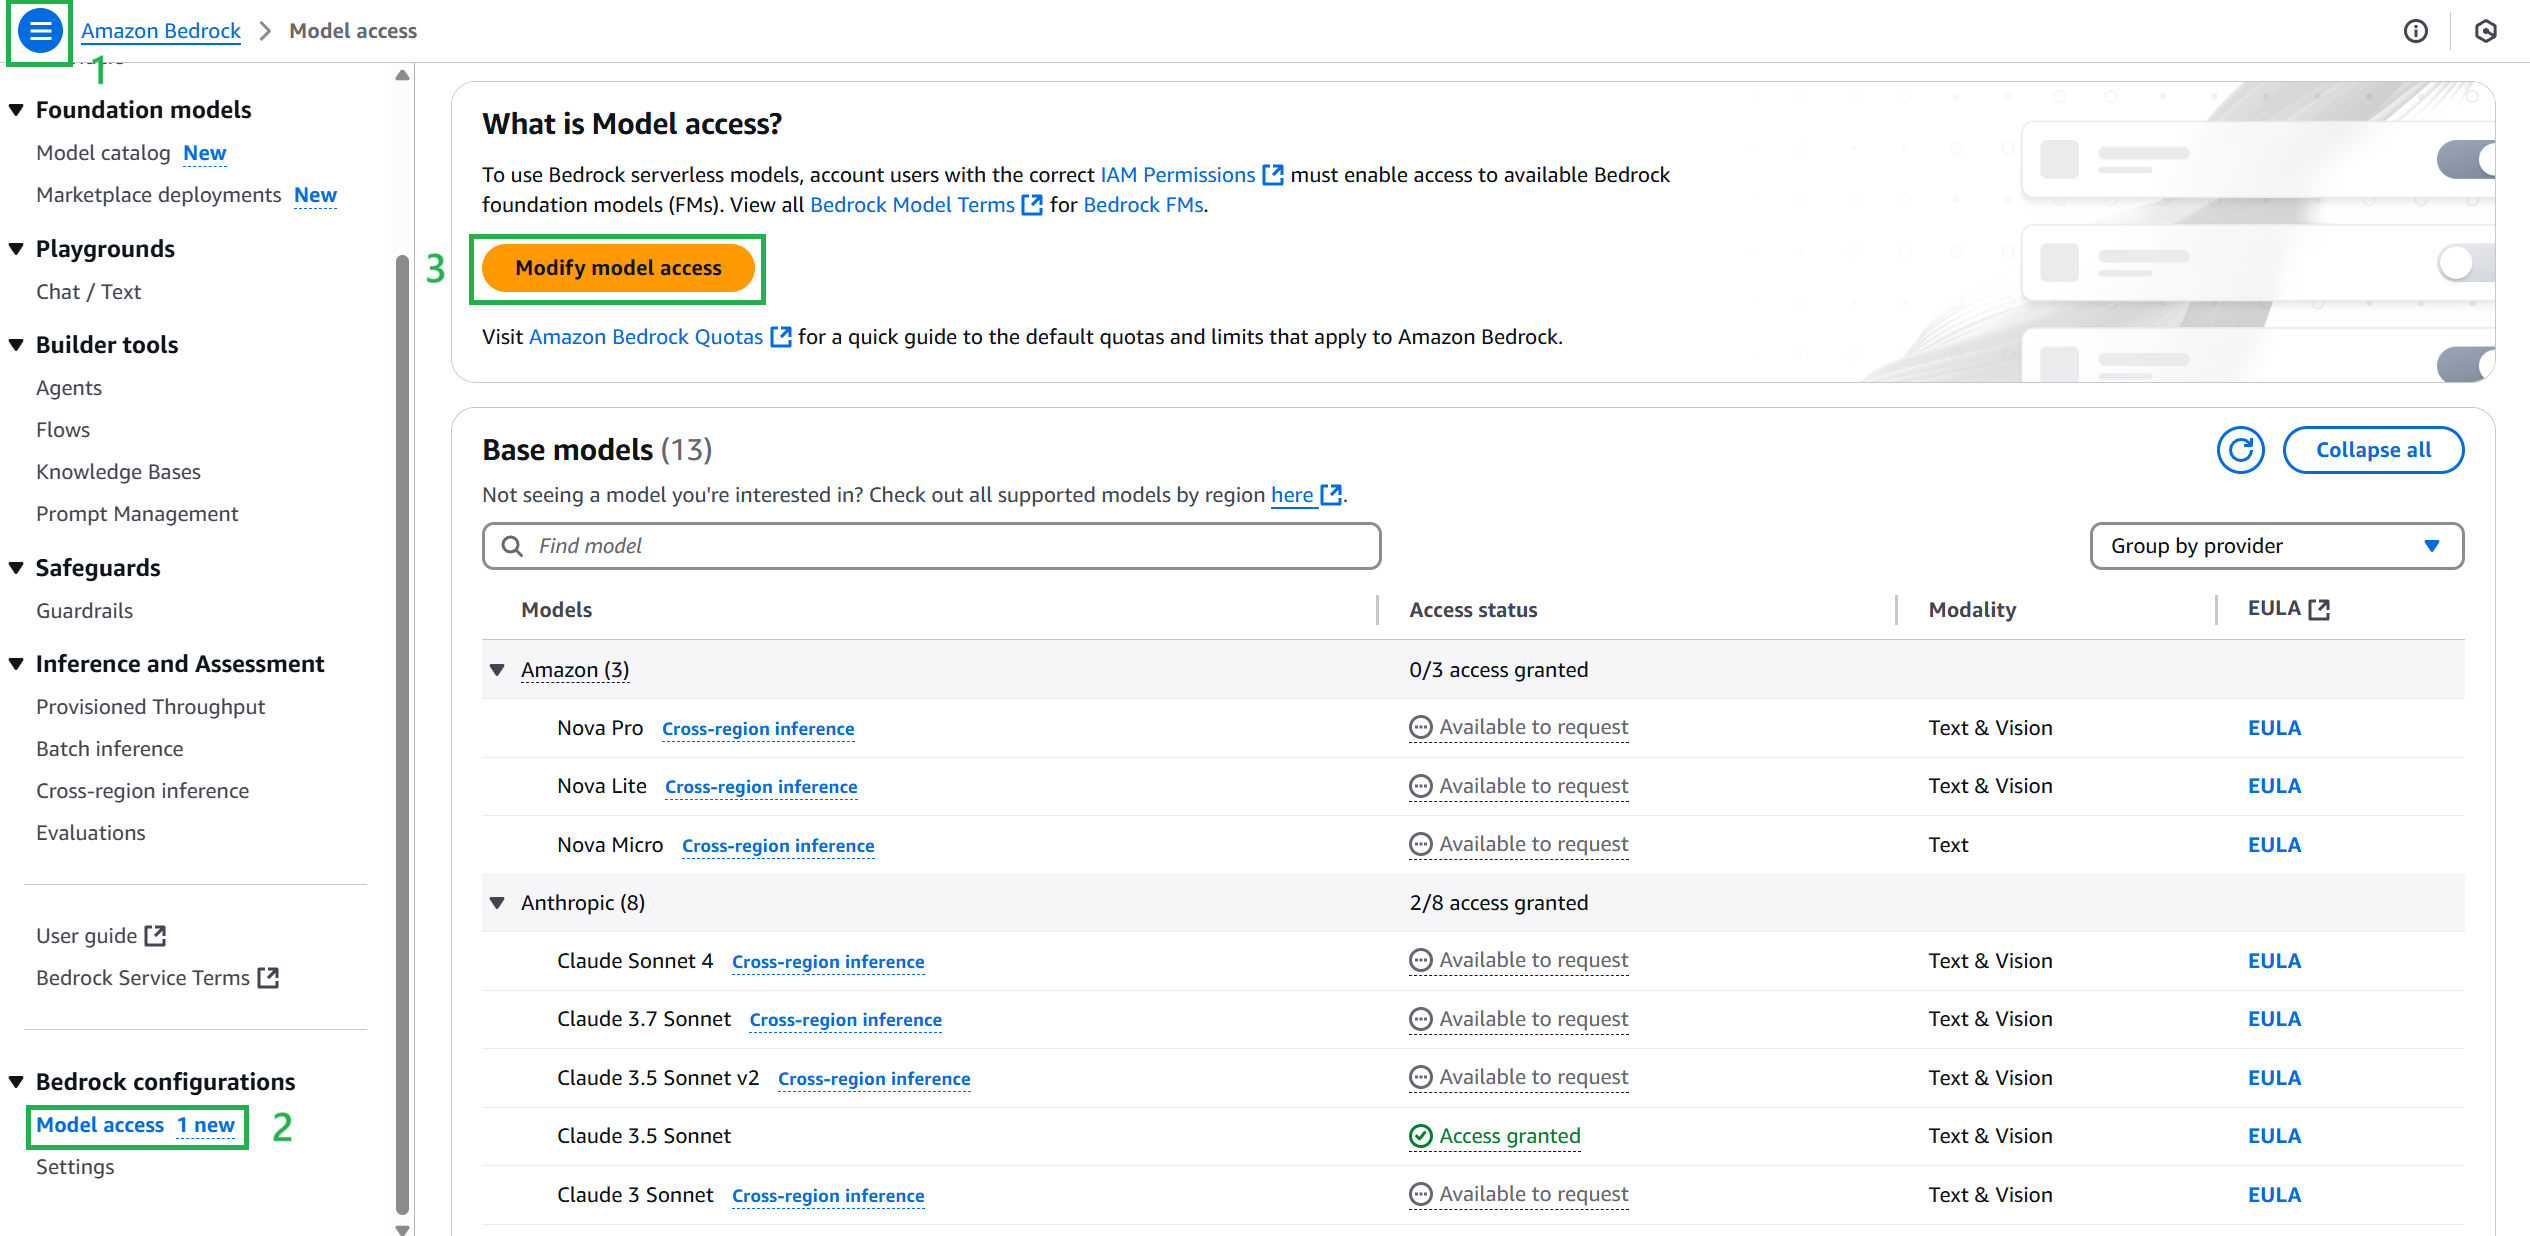 Amazon Bedrock > Model access
1
Foundation models
Model catalog New
Marketplace deployments New
Playgrounds
Chat / Text
Builder tools
Agents
Flows
Knowledge Bases
Prompt Management
Safeguards
Guardrails
Inference and Assessment
Provisioned Throughput
Batch inference
Cross-region inference
Evaluations
User guide
Bedrock Service Terms
Bedrock configurations
Model access 1 new
2
Settings
What is Model access?
To use Bedrock serverless models, account users with the correct IAM Permissions must enable access to available Bedrock
foundation models (FMs). View all Bedrock Model Terms for Bedrock FMs.
3
Modify model access
Visit Amazon Bedrock Quotas for a quick guide to the default quotas and limits that apply to Amazon Bedrock.
Base models (13)
Collapse all
Not seeing a model you're interested in? Check out all supported models by region here.
Find model
Group by provider
Models Access status Modality EULA
Amazon (3) 0/3 access granted
Nova Pro Cross-region inference Available to request Text & Vision EULA
Nova Lite Cross-region inference Available to request Text & Vision EULA
Nova Micro Cross-region inference Available to request Text EULA
Anthropic (8) 2/8 access granted
Claude Sonnet 4 Cross-region inference Available to request Text & Vision EULA
Claude 3.7 Sonnet Cross-region inference Available to request Text & Vision EULA
Claude 3.5 Sonnet v2 Cross-region inference Available to request Text & Vision EULA
Claude 3.5 Sonnet Access granted Text & Vision EULA
Claude 3 Sonnet Cross-region inference Available to request Text & Vision EULA